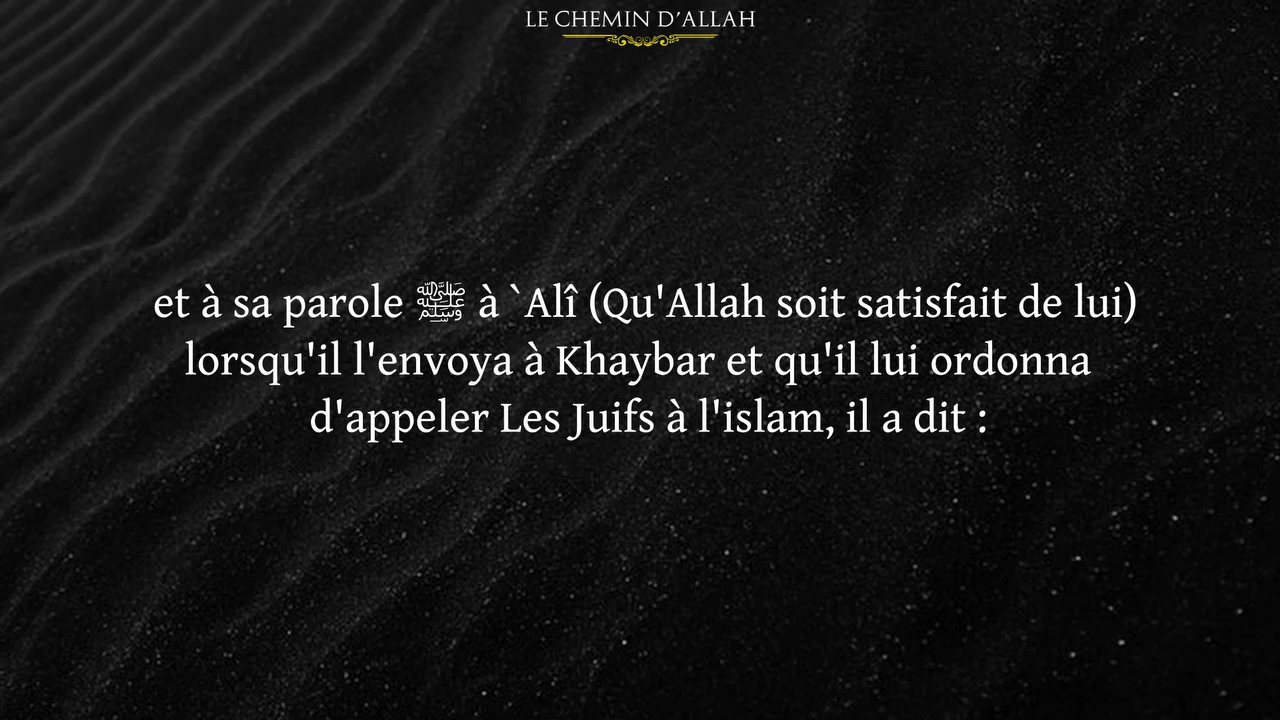 LE CHEMIN D’ALLAH
et à sa parole ﷺ à `Alî (Qu'Allah soit satisfait de lui)
lorsqu'il l'envoya à Khaybar et qu'il lui ordonna
d'appeler Les Juifs à l'islam, il a dit :